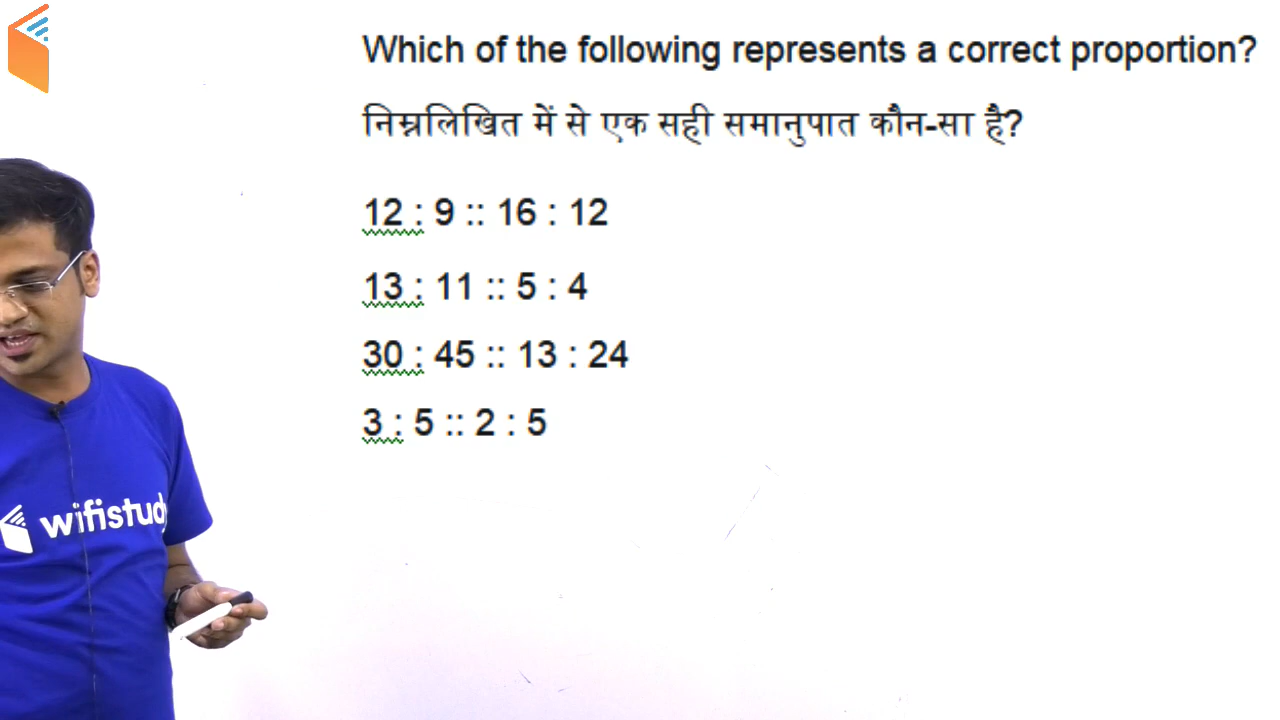 Which of the following represents a correct proportion?
निम्नलिखित में से एक सही समानुपात कौन-सा है?
12 : 9 :: 16 : 12
13 : 11 :: 5 : 4
30 : 45 :: 13 : 24
3 : 5 :: 2 : 5
wifistudy